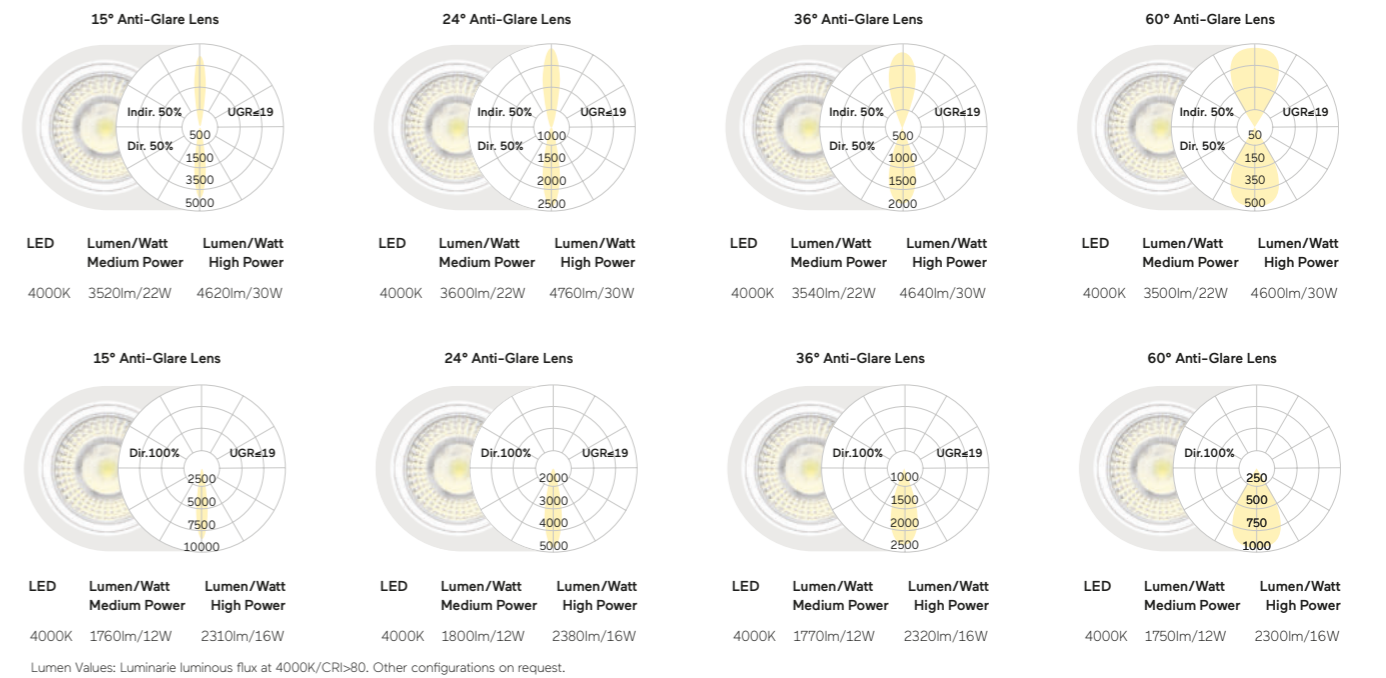 15° Anti-Glare Lens
Indir. 50%
UGR≤19
Dir. 50%
500
1500
3500
5000
LED
Lumen/Watt
Medium Power
Lumen/Watt
High Power
4000K
3520lm/22W
4620lm/30W
24° Anti-Glare Lens
Indir. 50%
UGR≤19
Dir. 50%
1000
1500
2000
2500
LED
Lumen/Watt
Medium Power
Lumen/Watt
High Power
4000K
3600lm/22W
4760lm/30W
36° Anti-Glare Lens
Indir. 50%
UGR≤19
Dir. 50%
500
1000
1500
2000
LED
Lumen/Watt
Medium Power
Lumen/Watt
High Power
4000K
3540lm/22W
4640lm/30W
60° Anti-Glare Lens
Indir. 50%
UGR≤19
Dir. 50%
50
150
350
500
LED
Lumen/Watt
Medium Power
Lumen/Watt
High Power
4000K
3500lm/22W
4600lm/30W
15° Anti-Glare Lens
Dir.100%
UGR≤19
2500
5000
7500
10000
LED
Lumen/Watt
Medium Power
Lumen/Watt
High Power
4000K
1760lm/12W
2310lm/16W
24° Anti-Glare Lens
Dir.100%
UGR≤19
2000
3000
4000
5000
LED
Lumen/Watt
Medium Power
Lumen/Watt
High Power
4000K
1800lm/12W
2380lm/16W
36° Anti-Glare Lens
Dir.100%
UGR≤19
1000
1500
2000
2500
LED
Lumen/Watt
Medium Power
Lumen/Watt
High Power
4000K
1770lm/12W
2320lm/16W
60° Anti-Glare Lens
Dir.100%
250
500
750
1000
LED
Lumen/Watt
Medium Power
Lumen/Watt
High Power
4000K
1750lm/12W
2300lm/16W
Lumen Values: Luminarie luminous flux at 4000K/CRI>80. Other configurations on request.